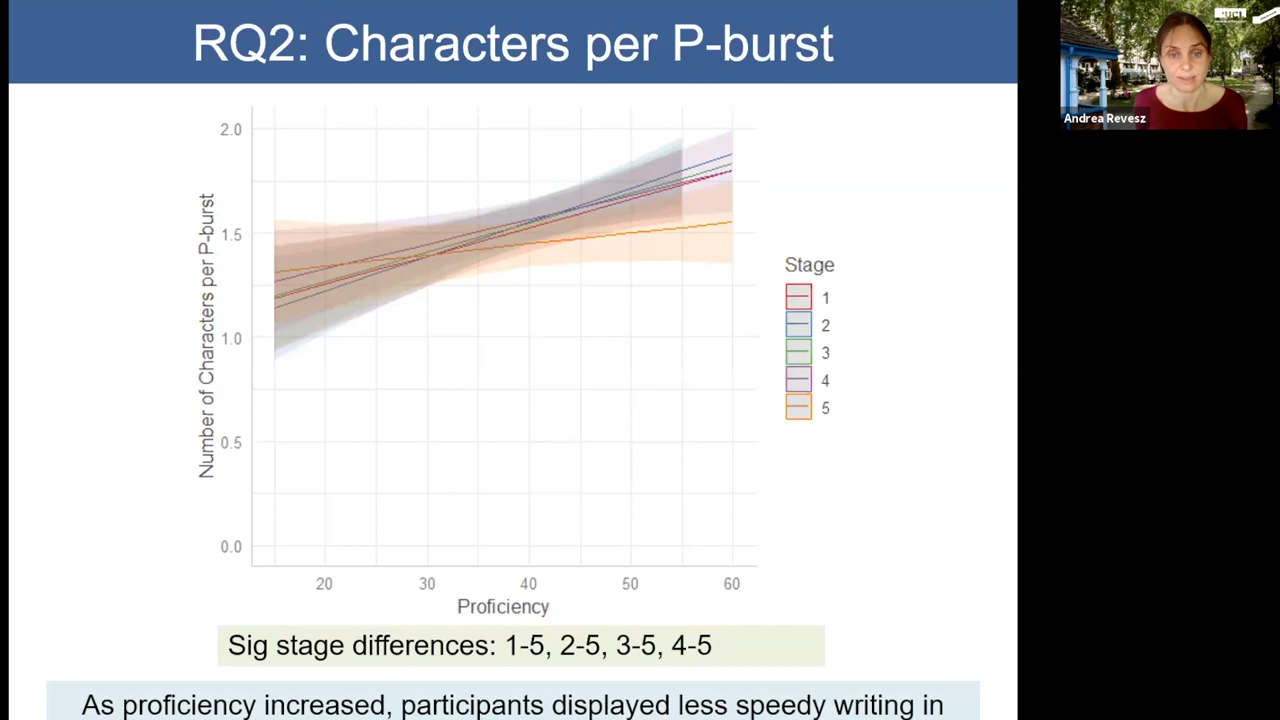 RQ2: Characters per P-burst
Andrea Revesz
2.0
1.5
1.0
0.5
0.0
Number of Characters per P-burst
20 30 40 50 60
Proficiency
Stage
1
2
3
4
5
Sig stage differences: 1-5, 2-5, 3-5, 4-5
As proficiency increased, participants displayed less speedy writing in